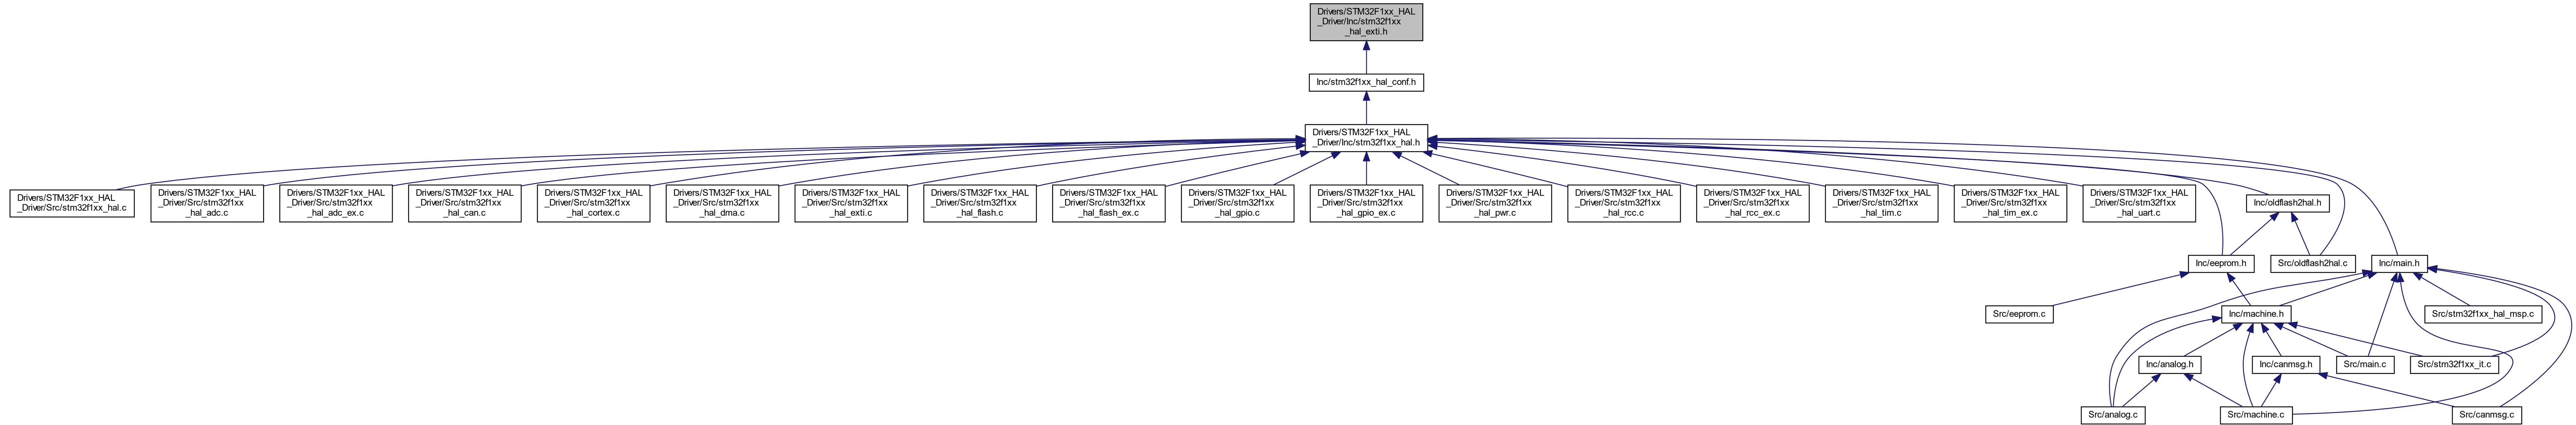 Drivers/STM32F1xx_HAL
_Driver/Inc/stm32f1xx
_hal_exti.h
Inc/stm32f1xx_hal_conf.h
Drivers/STM32F1xx_HAL
_Driver/Inc/stm32f1xx_hal.h
Drivers/STM32F1xx_HAL
_Driver/Src/stm32f1xx_hal.c
Drivers/STM32F1xx_HAL
_Driver/Src/stm32f1xx
_hal_adc.c
Drivers/STM32F1xx_HAL
_Driver/Src/stm32f1xx
_hal_adc_ex.c
Drivers/STM32F1xx_HAL
_Driver/Src/stm32f1xx
_hal_can.c
Drivers/STM32F1xx_HAL
_Driver/Src/stm32f1xx
_hal_cortex.c
Drivers/STM32F1xx_HAL
_Driver/Src/stm32f1xx
_hal_dma.c
Drivers/STM32F1xx_HAL
_Driver/Src/stm32f1xx
_hal_exti.c
Drivers/STM32F1xx_HAL
_Driver/Src/stm32f1xx
_hal_flash.c
Drivers/STM32F1xx_HAL
_Driver/Src/stm32f1xx
_hal_flash_ex.c
Drivers/STM32F1xx_HAL
_Driver/Src/stm32f1xx
_hal_gpio.c
Drivers/STM32F1xx_HAL
_Driver/Src/stm32f1xx
_hal_gpio_ex.c
Drivers/STM32F1xx_HAL
_Driver/Src/stm32f1xx
_hal_pwr.c
Drivers/STM32F1xx_HAL
_Driver/Src/stm32f1xx
_hal_rcc.c
Drivers/STM32F1xx_HAL
_Driver/Src/stm32f1xx
_hal_rcc_ex.c
Drivers/STM32F1xx_HAL
_Driver/Src/stm32f1xx
_hal_tim.c
Drivers/STM32F1xx_HAL
_Driver/Src/stm32f1xx
_hal_tim_ex.c
Drivers/STM32F1xx_HAL
_Driver/Src/stm32f1xx
_hal_uart.c
Inc/oldflash2hal.h
Inc/eeprom.h
Src/oldflash2hal.c
Inc/main.h
Src/eeprom.c
Inc/machine.h
Src/stm32f1xx_hal_msp.c
Inc/analog.h
Inc/canmsg.h
Src/main.c
Src/stm32f1xx_it.c
Src/analog.c
Src/machine.c
Src/canmsg.c